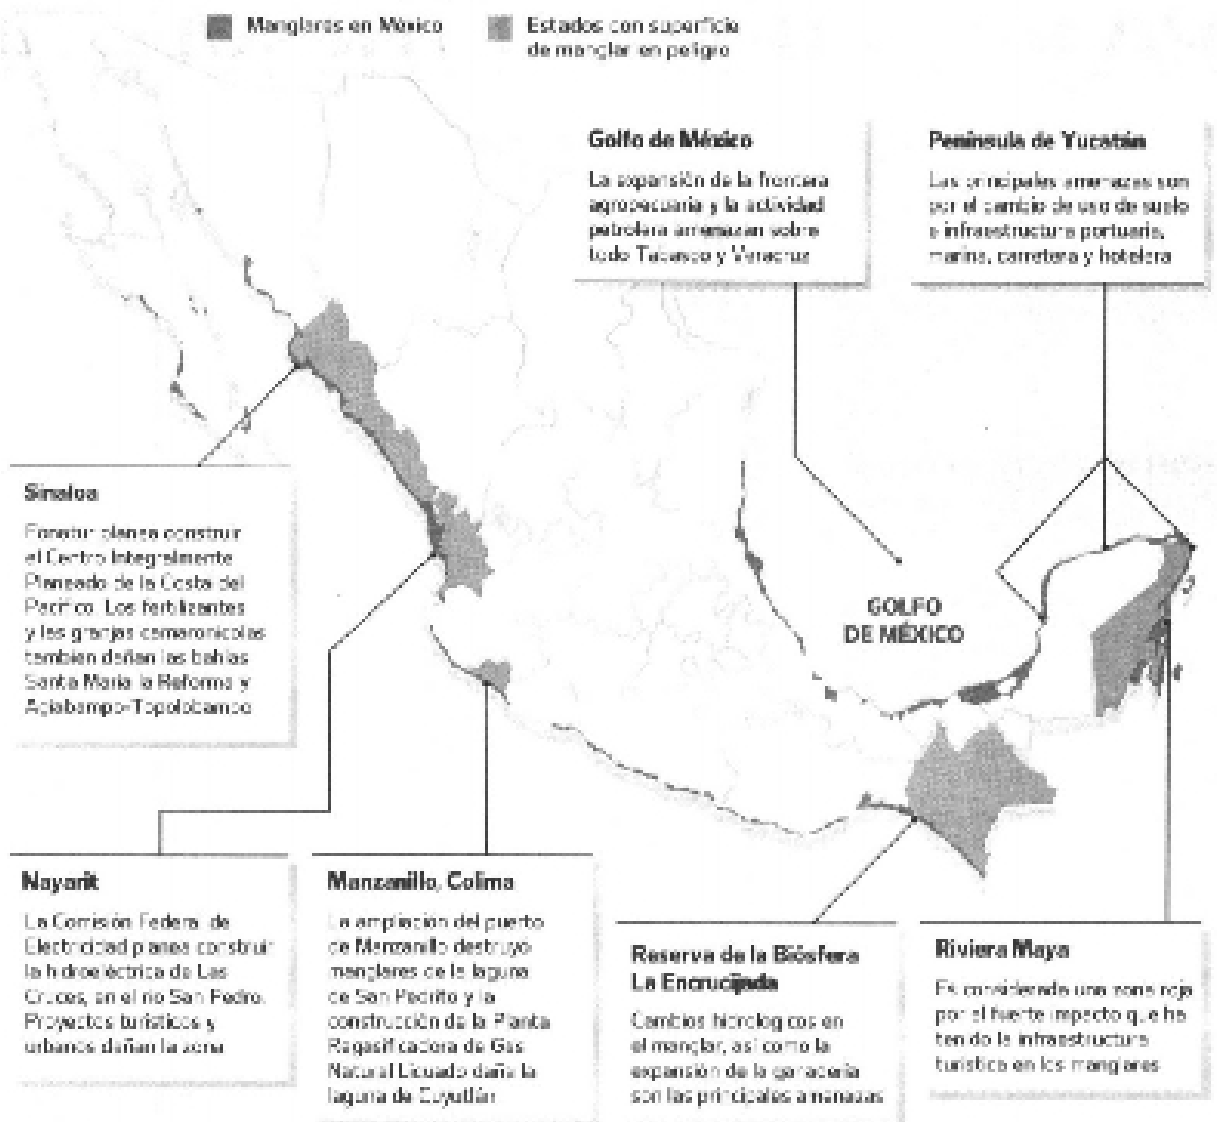 Manglares en México
Estados con superficie
de manglar en peligro
Golfo de México
La expansión de la frontera
agropecuaria y la actividad
petrolera amenazan sobre
todo Tabasco y Veracruz
Península de Yucatán
Las principales amenazas son
por el cambio de uso de suelo
e infraestructura portuaria,
marina, carretera y hotelera
Sinaloa
Fonatur planea construir
el Centro Integralmente
Planeado de la Costa del
Pacífico. Los fertilizantes
y las granjas camaronícolas
también dañan las bahías
Santa María la Reforma y
Agiabampo-Topolobampo
GOLFO
DE MÉXICO
Nayarit
La Comisión Federal de
Electricidad planea construir
la hidroeléctrica de Las
Cruces, en el río San Pedro.
Proyectos turísticos y
urbanos dañan la zona
Manzanillo, Colima
La ampliación del puerto
de Manzanillo destruyó
manglares de la laguna
de San Pedrito y la
construcción de la Planta
Regasificadora de Gas
Natural Licuado daña la
laguna de Cuyutlán
Reserva de la Biósfera
La Encrucijada
Cambios hidrológicos en
el manglar, así como la
expansión de la ganadería
son las principales amenazas
Riviera Maya
Es considerada una zona roja
por el fuerte impacto que ha
tenido la infraestructura
turística en los manglares